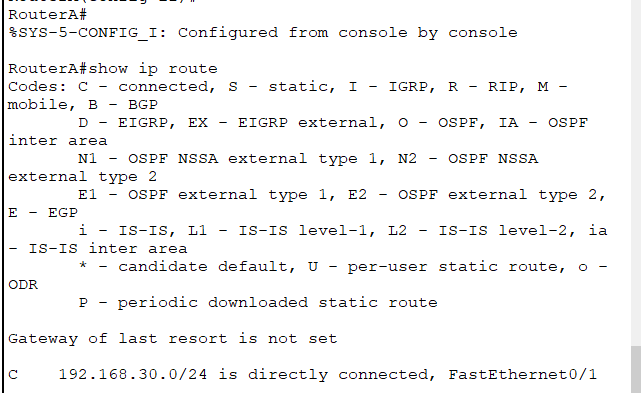 RouterA#
%SYS-5-CONFIG_I: Configured from console by console
RouterA#show ip route
Codes: C - connected, S - static, I - IGRP, R - RIP, M -
mobile, B - BGP
D - EIGRP, EX - EIGRP external, O - OSPF, IA - OSPF
inter area
N1 - OSPF NSSA external type 1, N2 - OSPF NSSA
external type 2
E1 - OSPF external type 1, E2 - OSPF external type 2,
E - EGP
i - IS-IS, L1 - IS-IS level-1, L2 - IS-IS level-2, ia
- IS-IS inter area
* - candidate default, U - per-user static route, o -
ODR
P - periodic downloaded static route
Gateway of last resort is not set
C 192.168.30.0/24 is directly connected, FastEthernet0/1